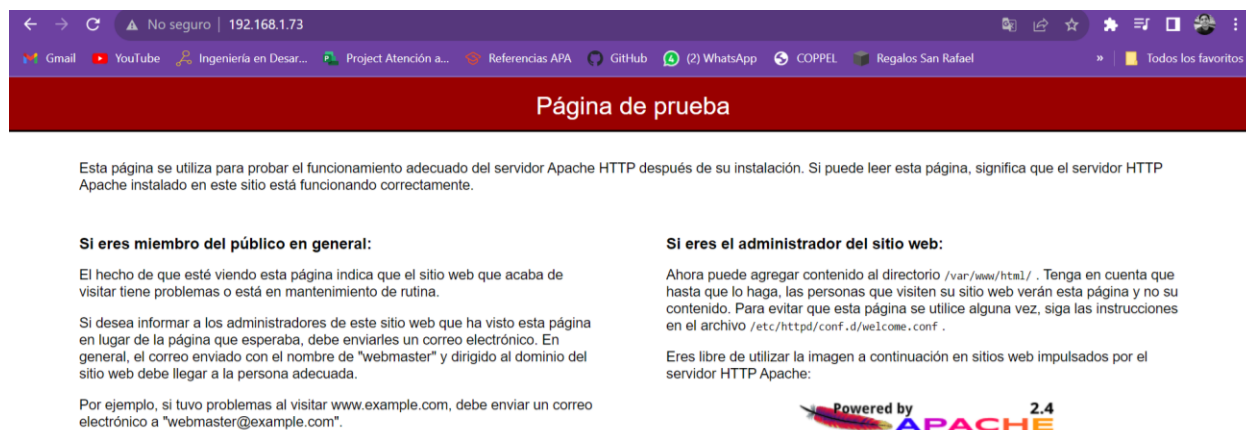 No seguro | 192.168.1.73
Gmail YouTube Ingeniería en Desar... Project Atención a... Referencias APA GitHub (2) WhatsApp COPPEL Regalos San Rafael » Todos los favoritos
Página de prueba
Esta página se utiliza para probar el funcionamiento adecuado del servidor Apache HTTP después de su instalación. Si puede leer esta página, significa que el servidor HTTP
Apache instalado en este sitio está funcionando correctamente.
Si eres miembro del público en general:
El hecho de que esté viendo esta página indica que el sitio web que acaba de
visitar tiene problemas o está en mantenimiento de rutina.
Si desea informar a los administradores de este sitio web que ha visto esta página
en lugar de la página que esperaba, debe enviarles un correo electrónico. En
general, el correo enviado con el nombre de "webmaster" y dirigido al dominio del
sitio web debe llegar a la persona adecuada.
Por ejemplo, si tuvo problemas al visitar www.example.com, debe enviar un correo
electrónico a "webmaster@example.com".
Si eres el administrador del sitio web:
Ahora puede agregar contenido al directorio /var/www/html/ . Tenga en cuenta que
hasta que lo haga, las personas que visiten su sitio web verán esta página y no su
contenido. Para evitar que esta página se utilice alguna vez, siga las instrucciones
en el archivo /etc/httpd/conf.d/welcome.conf .
Eres libre de utilizar la imagen a continuación en sitios web impulsados por el
servidor HTTP Apache:
Powered by 2.4
APACHE